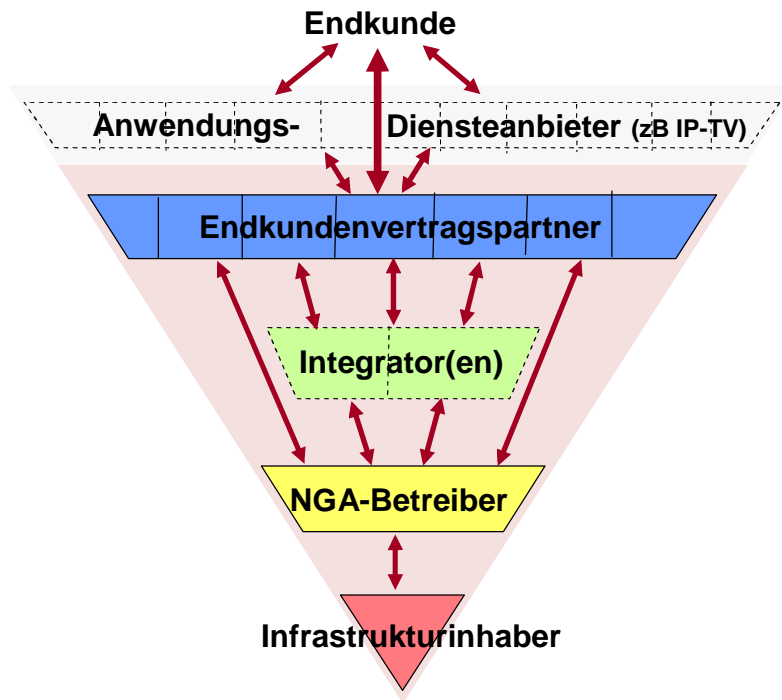 Endkunde
Anwendungs- Diensteanbieter (zB IP-TV)
Endkundenvertragspartner
Integrator(en)
NGA-Betreiber
Infrastrukturinhaber